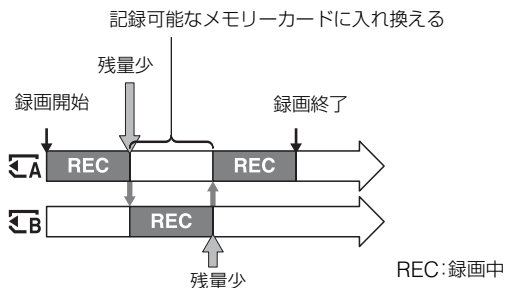 記録可能なメモリーカードに入れ換える
残量少
録画開始
録画終了
A REC REC
B REC
残量少
REC：録画中